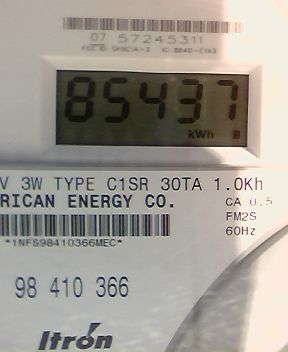 07 57245311
85437
kWh
V 3W TYPE C1SR 30TA 1.0Kh
RICAN ENERGY CO. CA 0.5
FM2S
60Hz
*1NFS98410366MEC*
98 410 366
Itrón